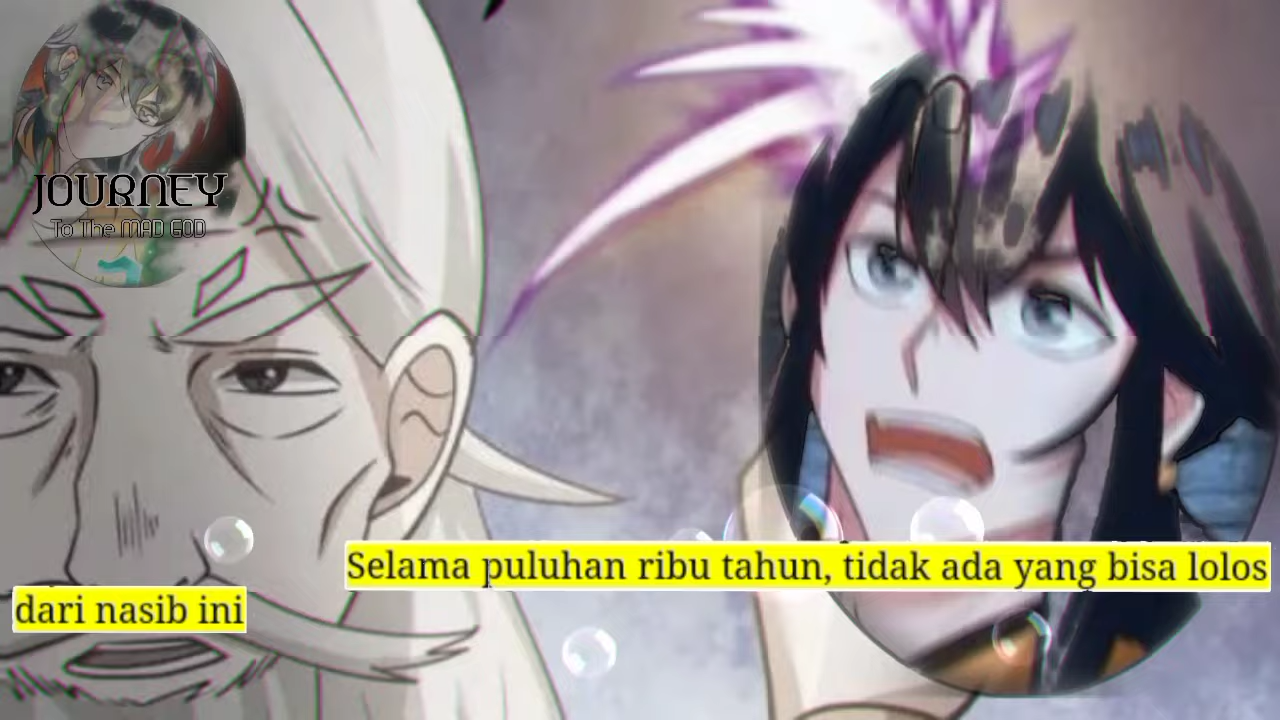 JOURNEY
To The MAD GOD
Selama puluhan ribu tahun, tidak ada yang bisa lolos
dari nasib ini